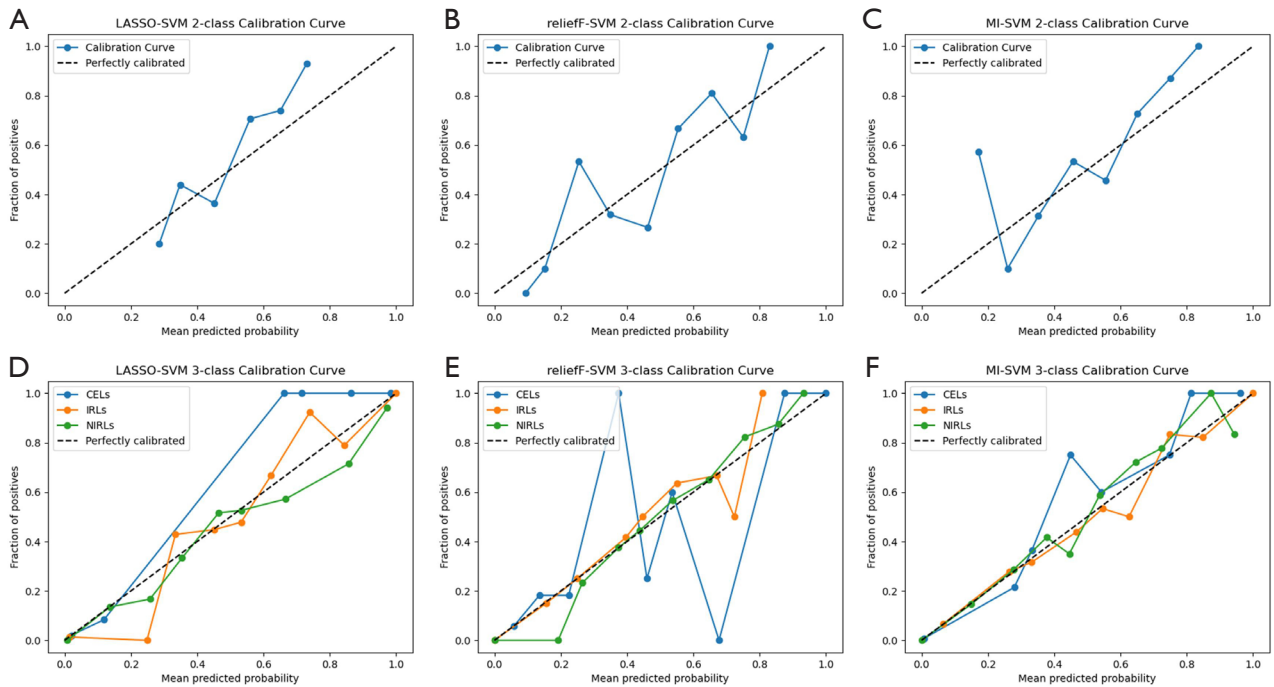 A
LASSO-SVM 2-class Calibration Curve
Calibration Curve
Perfectly calibrated
Fraction of positives
1.0
0.8
0.6
0.4
0.2
0.0
0.0 0.2 0.4 0.6 0.8 1.0
Mean predicted probability
B
reliefF-SVM 2-class Calibration Curve
Calibration Curve
Perfectly calibrated
Fraction of positives
1.0
0.8
0.6
0.4
0.2
0.0
0.0 0.2 0.4 0.6 0.8 1.0
Mean predicted probability
C
MI-SVM 2-class Calibration Curve
Calibration Curve
Perfectly calibrated
Fraction of positives
1.0
0.8
0.6
0.4
0.2
0.0
0.0 0.2 0.4 0.6 0.8 1.0
Mean predicted probability
D
LASSO-SVM 3-class Calibration Curve
CELs
IRLs
NIRLs
Perfectly calibrated
Fraction of positives
1.0
0.8
0.6
0.4
0.2
0.0
0.0 0.2 0.4 0.6 0.8 1.0
Mean predicted probability
E
reliefF-SVM 3-class Calibration Curve
CELs
IRLs
NIRLs
Perfectly calibrated
Fraction of positives
1.0
0.8
0.6
0.4
0.2
0.0
0.0 0.2 0.4 0.6 0.8 1.0
Mean predicted probability
F
MI-SVM 3-class Calibration Curve
CELs
IRLs
NIRLs
Perfectly calibrated
Fraction of positives
1.0
0.8
0.6
0.4
0.2
0.0
0.0 0.2 0.4 0.6 0.8 1.0
Mean predicted probability